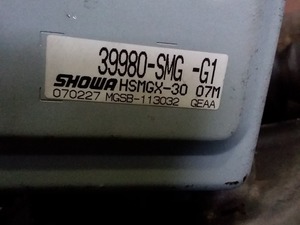 39980-SMG -G1
SHOWA HSMGX-30 07M
070227 MGSB-113032 QEAA